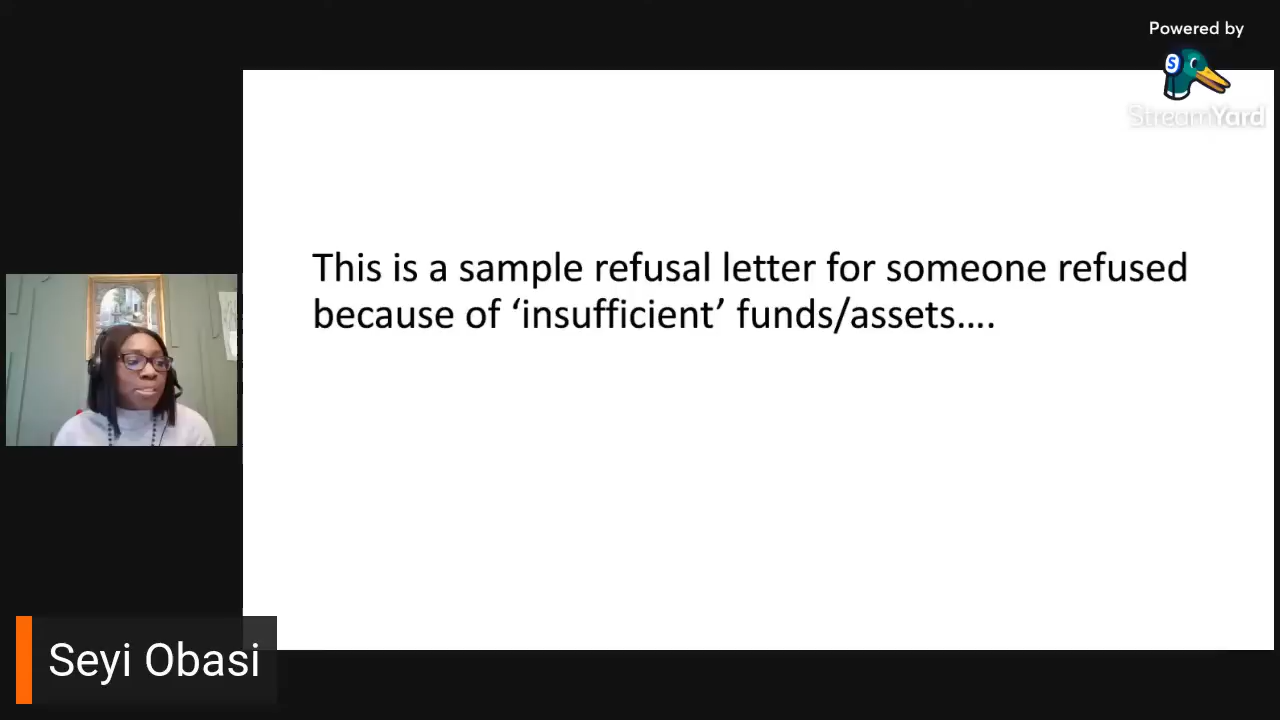 Powered by
S
StreamYard
This is a sample refusal letter for someone refused
because of ‘insufficient’ funds/assets....
Seyi Obasi